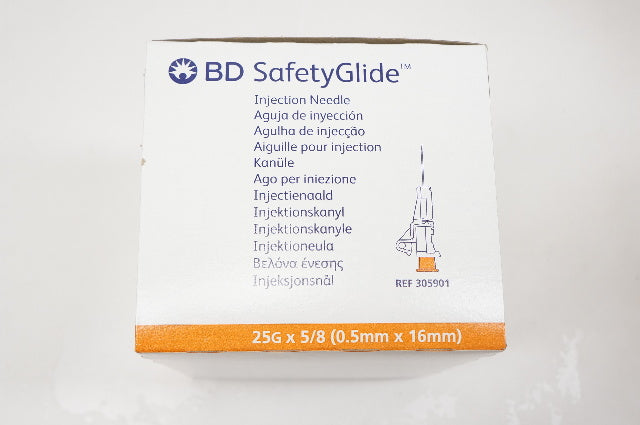 BD SafetyGlide™
Injection Needle
Aguja de inyección
Agulha de injecção
Aiguille pour injection
Kanüle
Ago per iniezione
Injectienaald
Injektionskanyl
Injektionskanyle
Injektioneula
Βελόνα ένεσης
Injeksjonsnål
REF 305901
25G x 5/8 (0.5mm x 16mm)